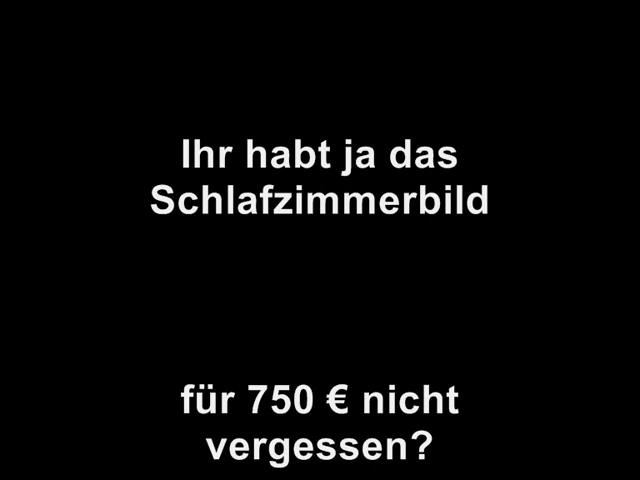 Ihr habt ja das
Schlafzimmerbild
für 750 € nicht
vergessen?